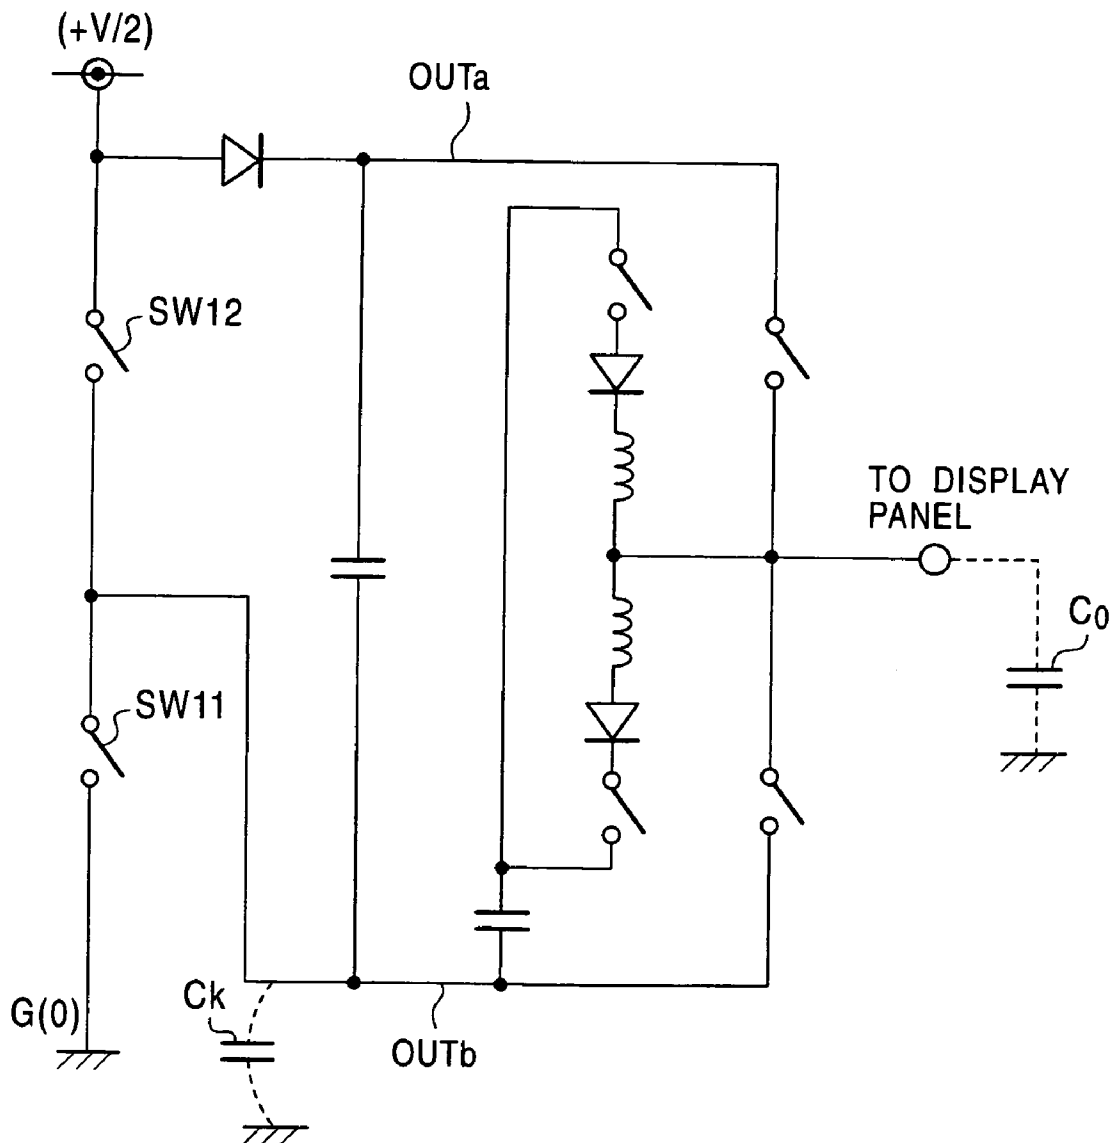 (+V/2)
OUTa
SW12
TO DISPLAY
PANEL
C0
SW11
G(0)
Ck
OUTb